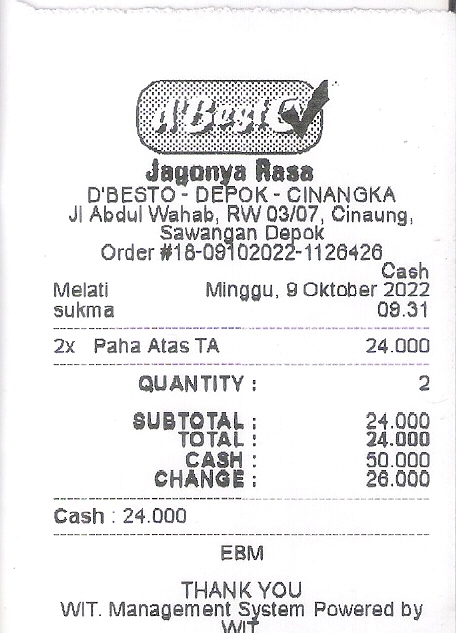 d'BestO
Jagonya Rasa
D'BESTO - DEPOK - CINANGKA
Jl Abdul Wahab, RW 03/07, Cinaung,
Sawangan Depok
Order #18-09102022-1126426
Cash
Melati Minggu, 9 Oktober 2022
sukma 09.31
2x Paha Atas TA 24.000
QUANTITY : 2
SUBTOTAL : 24.000
TOTAL : 24.000
CASH : 50.000
CHANGE : 26.000
Cash : 24.000
EBM
THANK YOU
WIT. Management System Powered by
WIT